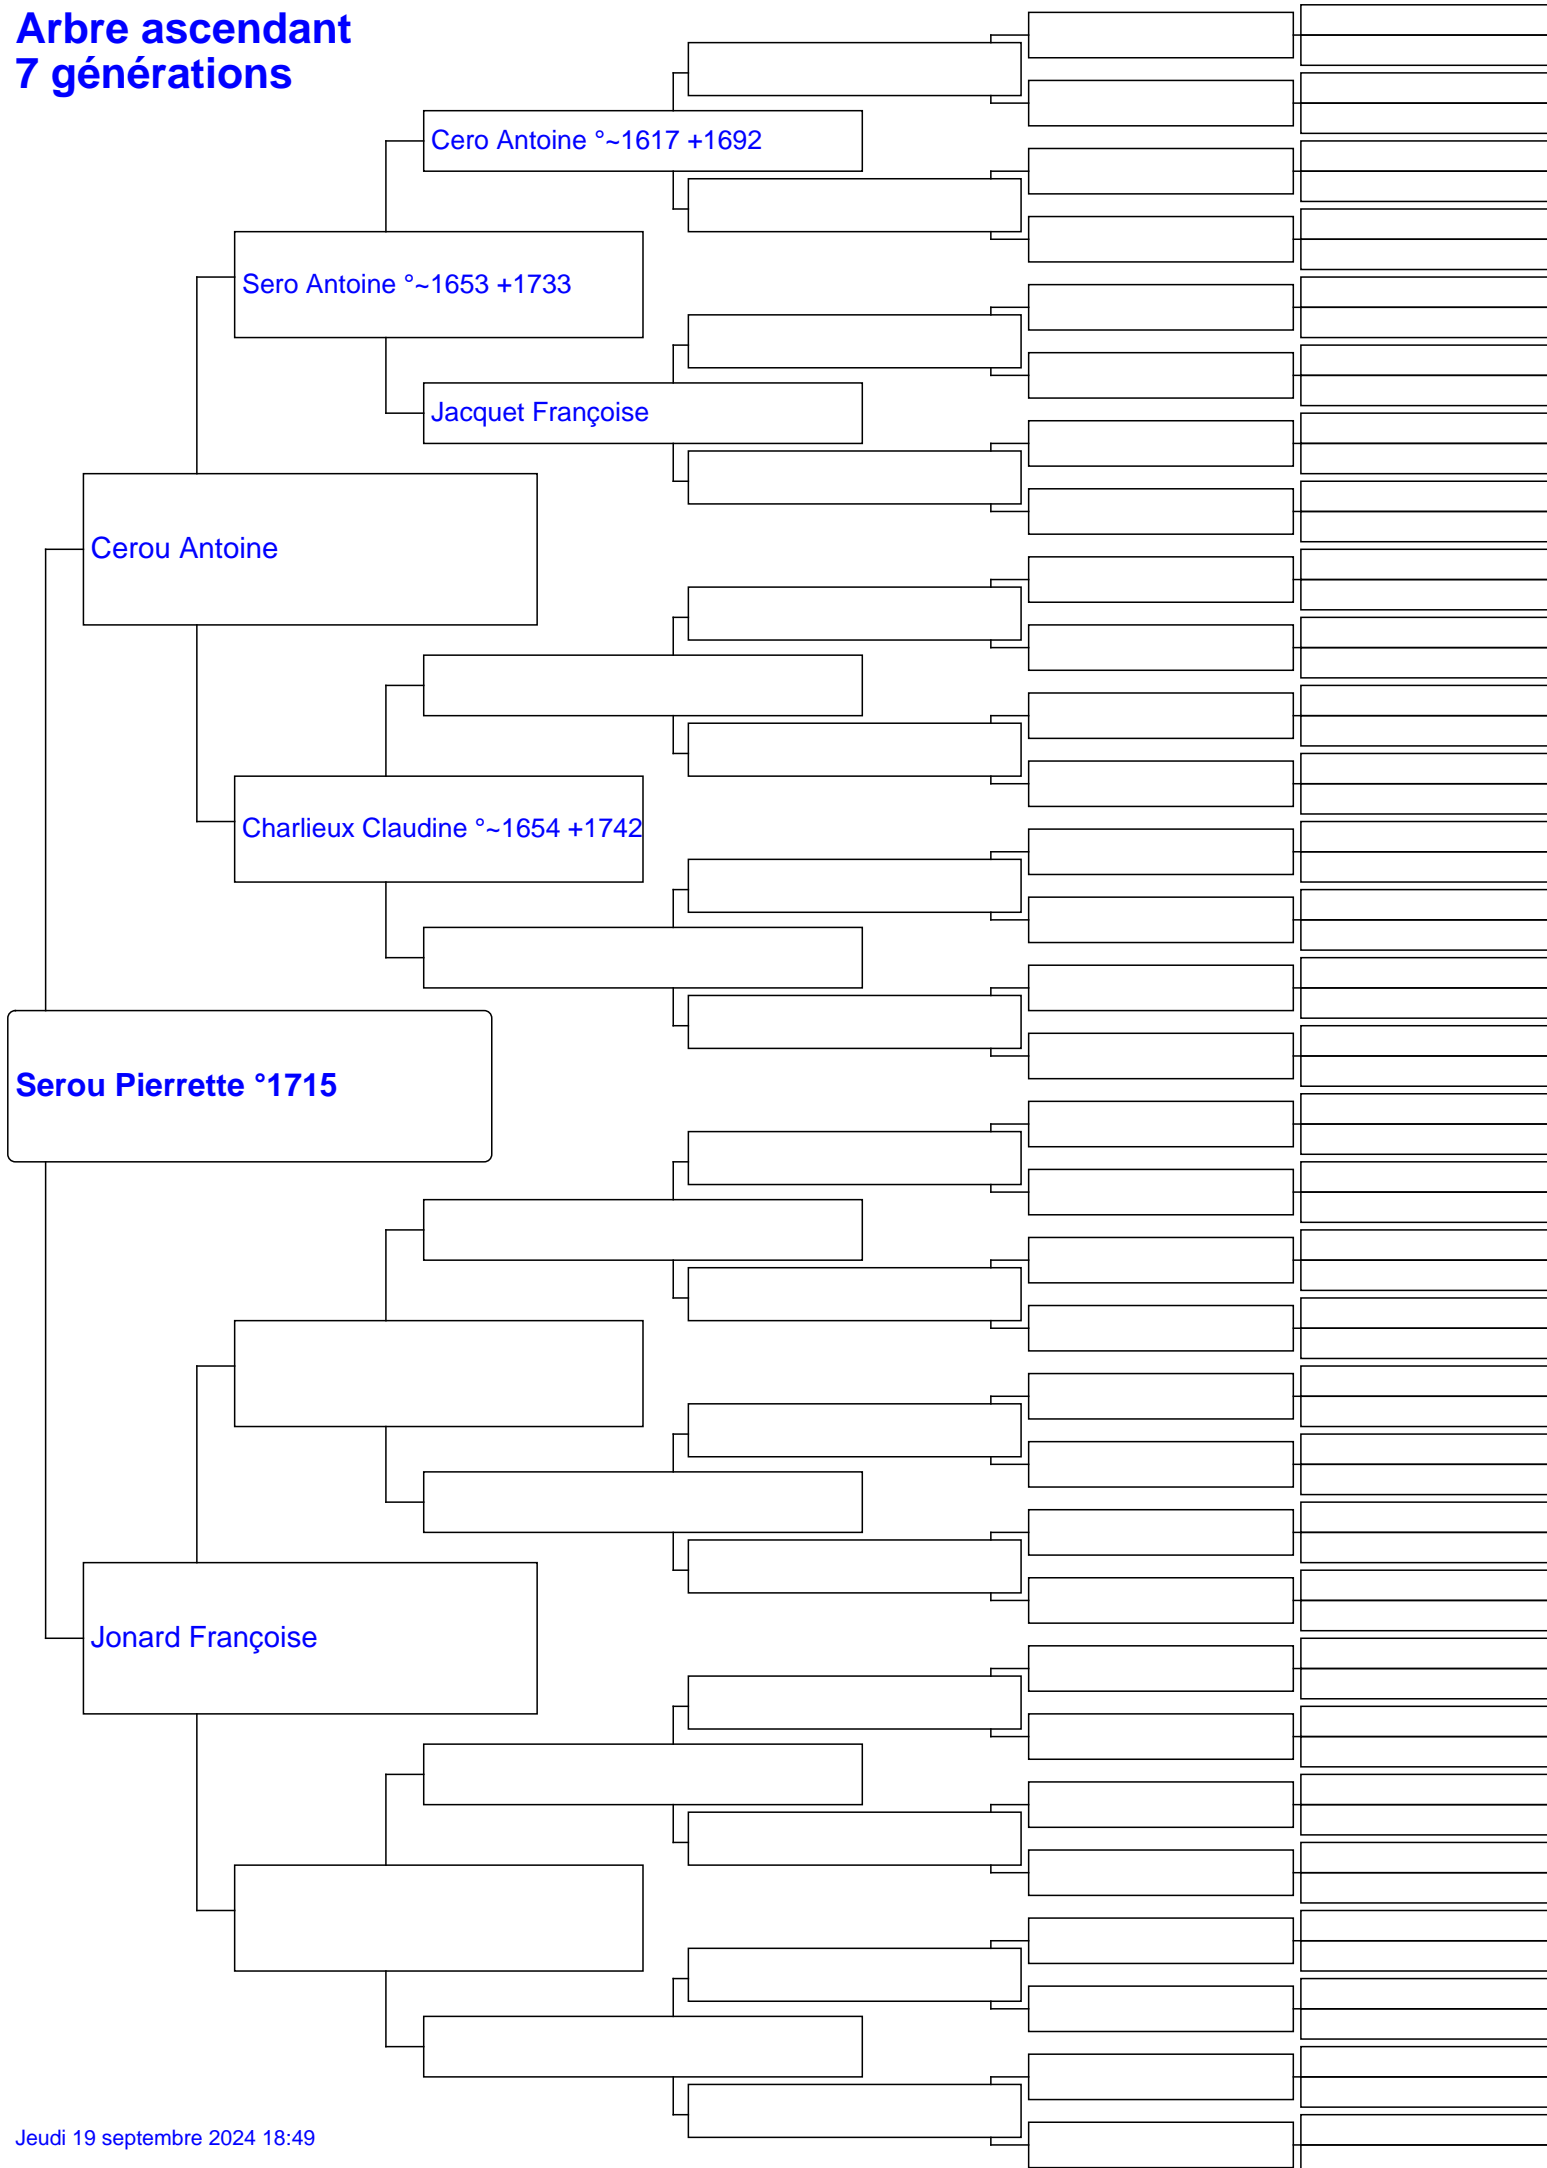 Arbre ascendant
7 générations
Cero Antoine °~1617 +1692
Sero Antoine °~1653 +1733
Jacquet Françoise
Cerou Antoine
Charlieux Claudine °~1654 +1742
Serou Pierrette °1715
Jonard Françoise
Jeudi 19 septembre 2024 18:49